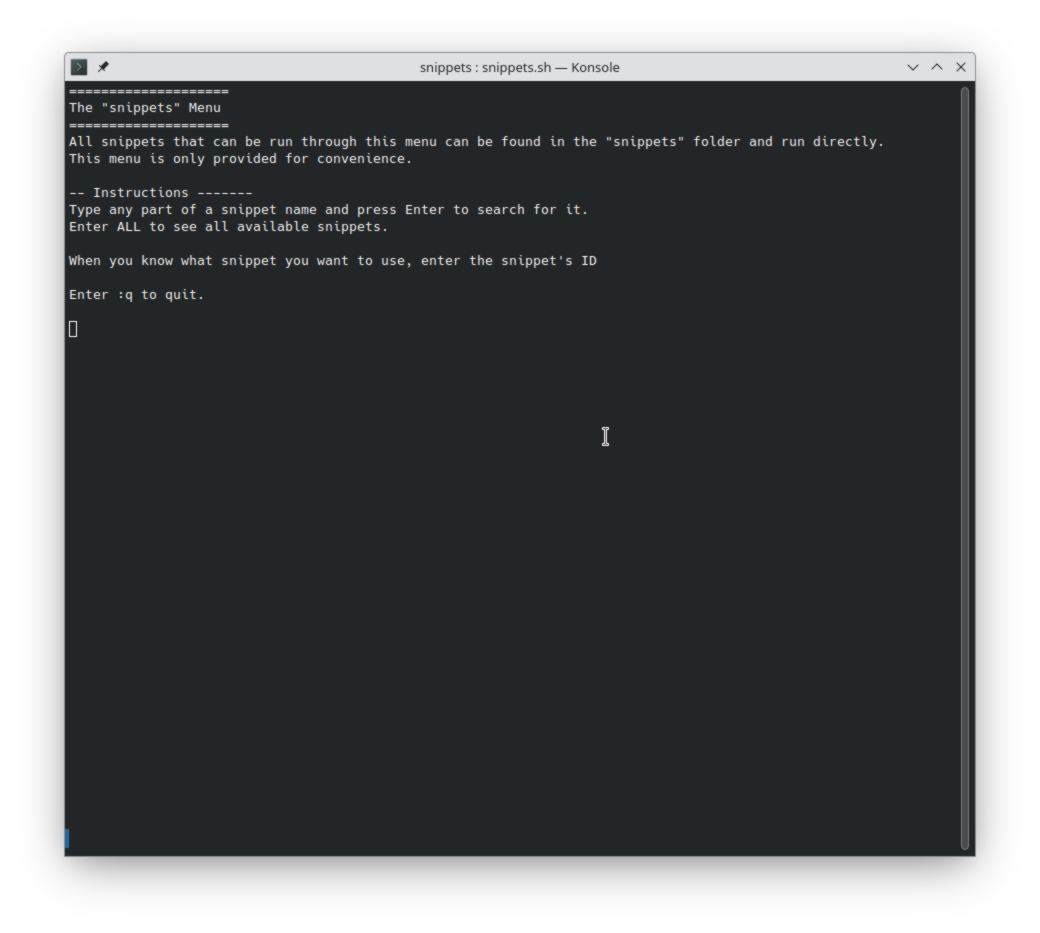 snippets : snippets.sh — Konsole
====================
The "snippets" Menu
====================
All snippets that can be run through this menu can be found in the "snippets" folder and run directly.
This menu is only provided for convenience.
-- Instructions -------
Type any part of a snippet name and press Enter to search for it.
Enter ALL to see all available snippets.
When you know what snippet you want to use, enter the snippet's ID
Enter :q to quit.